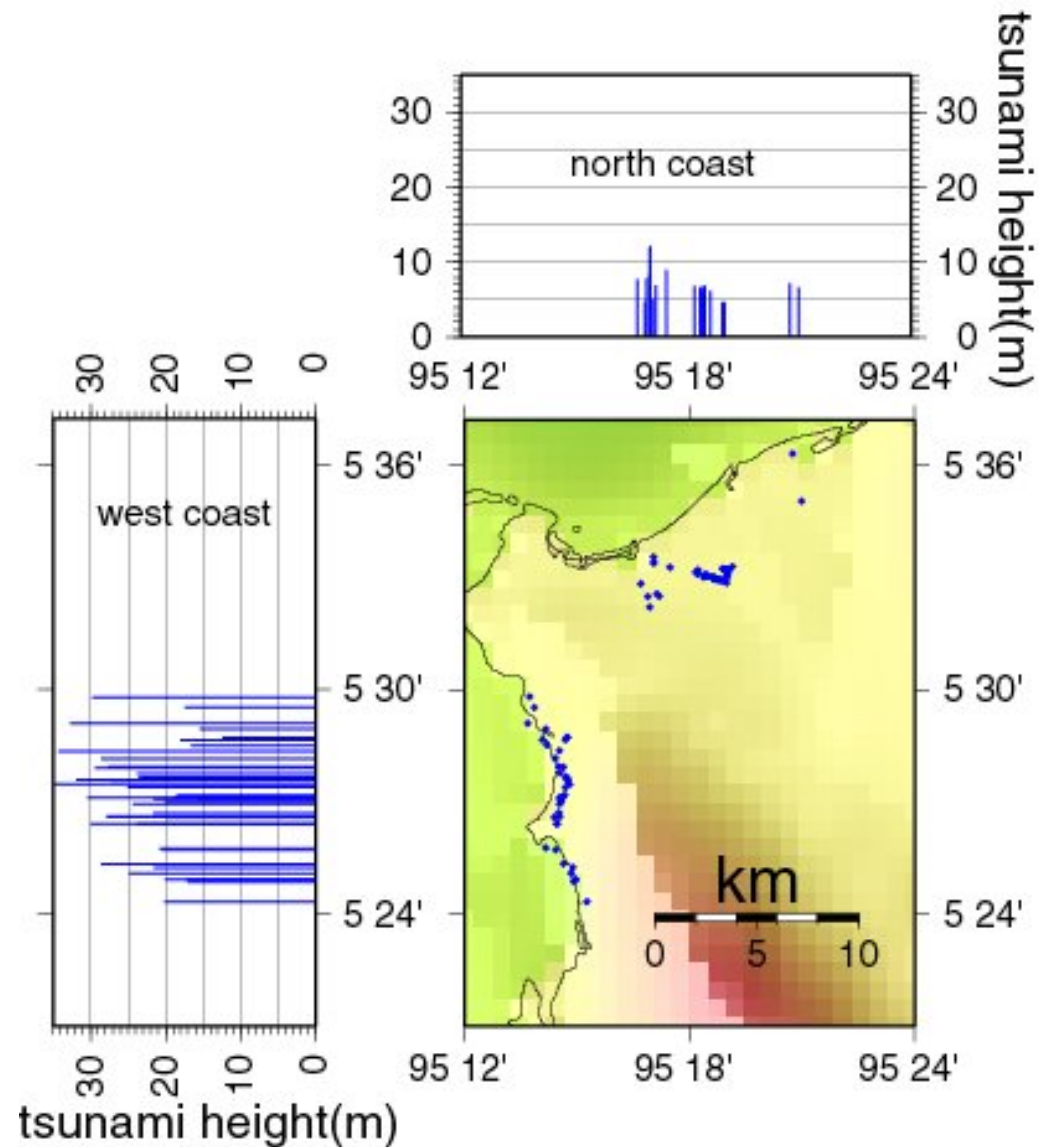 tsunami height(m)
30 30
north coast
20 20
10 10
0 0
95 12' 95 18' 95 24'
30 20 10 0
5 36' 5 36'
west coast
5 30' 5 30'
km
5 24' 5 24'
0 5 10
30 20 10 0
95 12' 95 18' 95 24'
tsunami height(m)